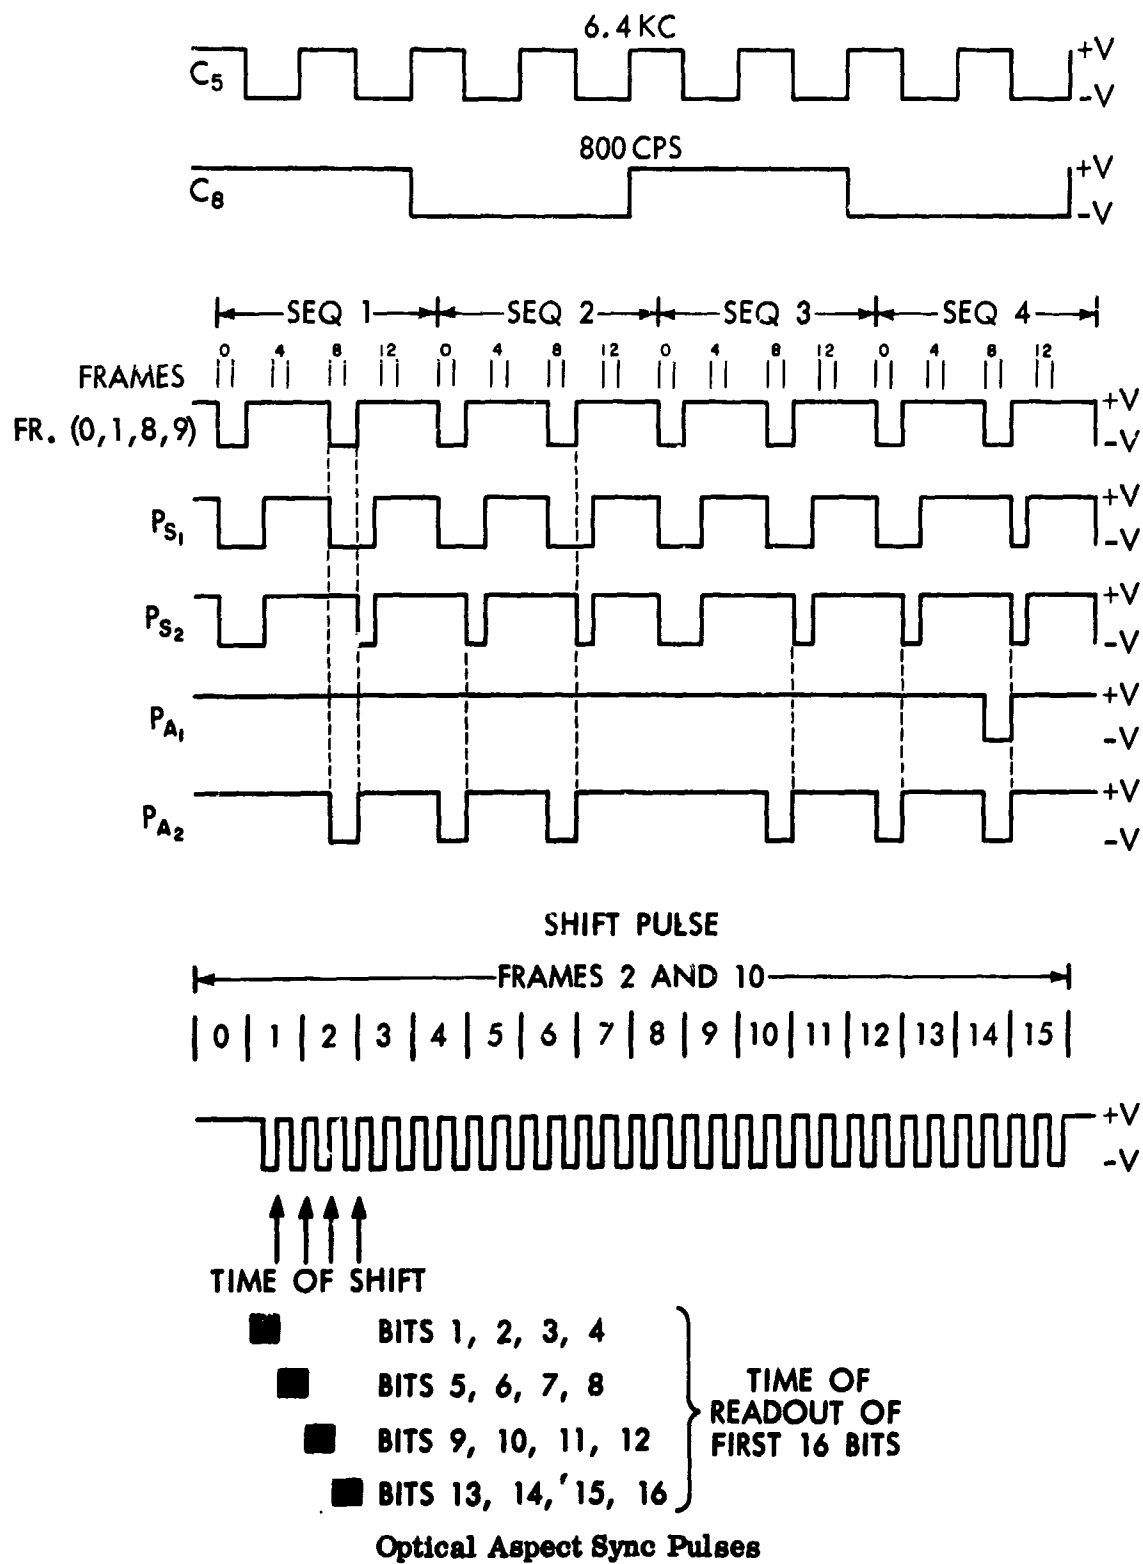 6.4 KC
C5 +V
-V
800 CPS
C8 +V
-V
SEQ 1 SEQ 2 SEQ 3 SEQ 4
FRAMES 0 4 8 12 0 4 8 12 0 4 8 12 0 4 8 12
FR. (0,1,8,9) +V
-V
PS1 +V
-V
PS2 +V
-V
PA1 +V
-V
PA2 +V
-V
SHIFT PULSE
FRAMES 2 AND 10
0 1 2 3 4 5 6 7 8 9 10 11 12 13 14 15
+V
-V
TIME OF SHIFT
BITS 1, 2, 3, 4
BITS 5, 6, 7, 8
BITS 9, 10, 11, 12
BITS 13, 14, 15, 16
TIME OF
READOUT OF
FIRST 16 BITS
Optical Aspect Sync Pulses